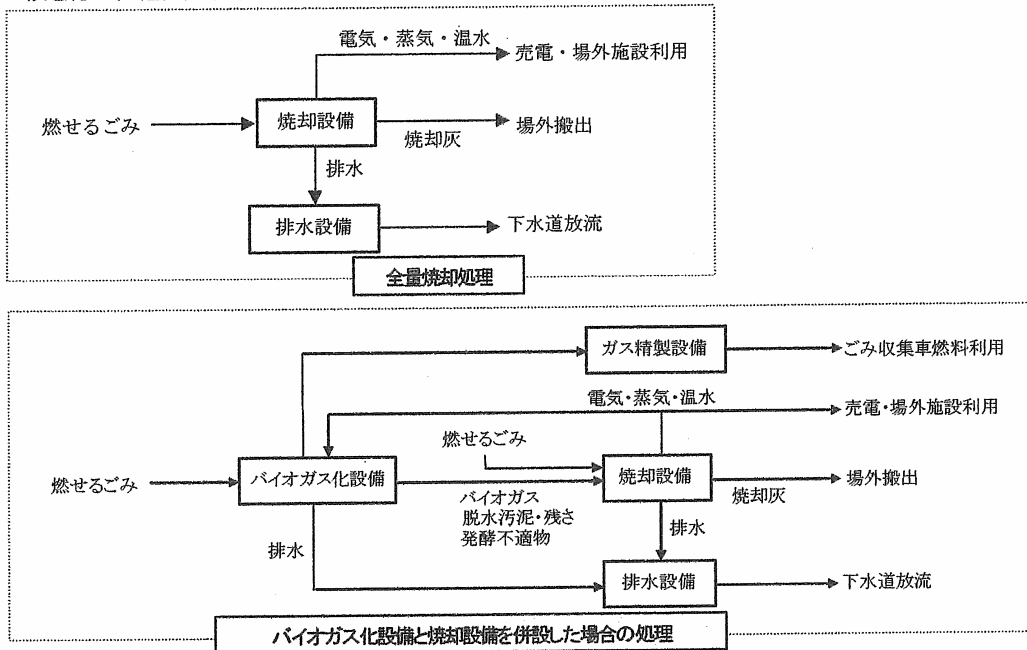 電気・蒸気・温水
売電・場外施設利用
燃せるごみ
焼却設備
場外搬出
焼却灰
排水
排水設備
下水道放流
全量焼却処理
ガス精製設備
ごみ収集車燃料利用
電気・蒸気・温水
売電・場外施設利用
燃せるごみ
燃せるごみ
バイオガス化設備
焼却設備
場外搬出
焼却灰
バイオガス
脱水汚泥・残さ
発酵不適物
排水
排水
排水設備
下水道放流
バイオガス化設備と焼却設備を併設した場合の処理